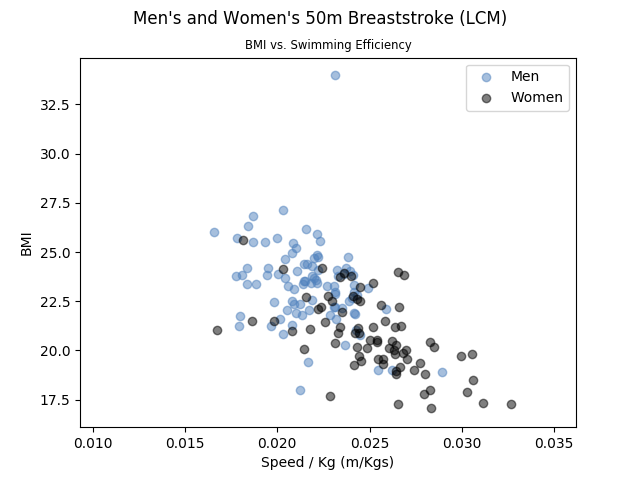 Men's and Women's 50m Breaststroke (LCM)
BMI vs. Swimming Efficiency
Men
Women
32.5
30.0
27.5
25.0
22.5
20.0
17.5
BMI
0.010
0.015
0.020
0.025
0.030
0.035
Speed / Kg (m/Kgs)